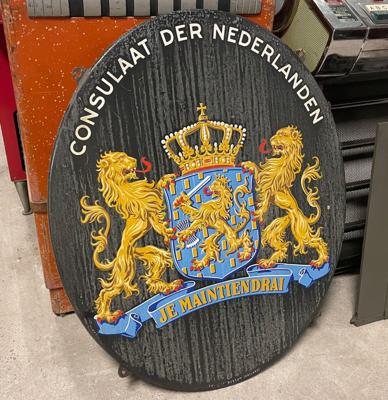 CONSULAAT DER NEDERLANDEN
JE MAINTIENDRAI